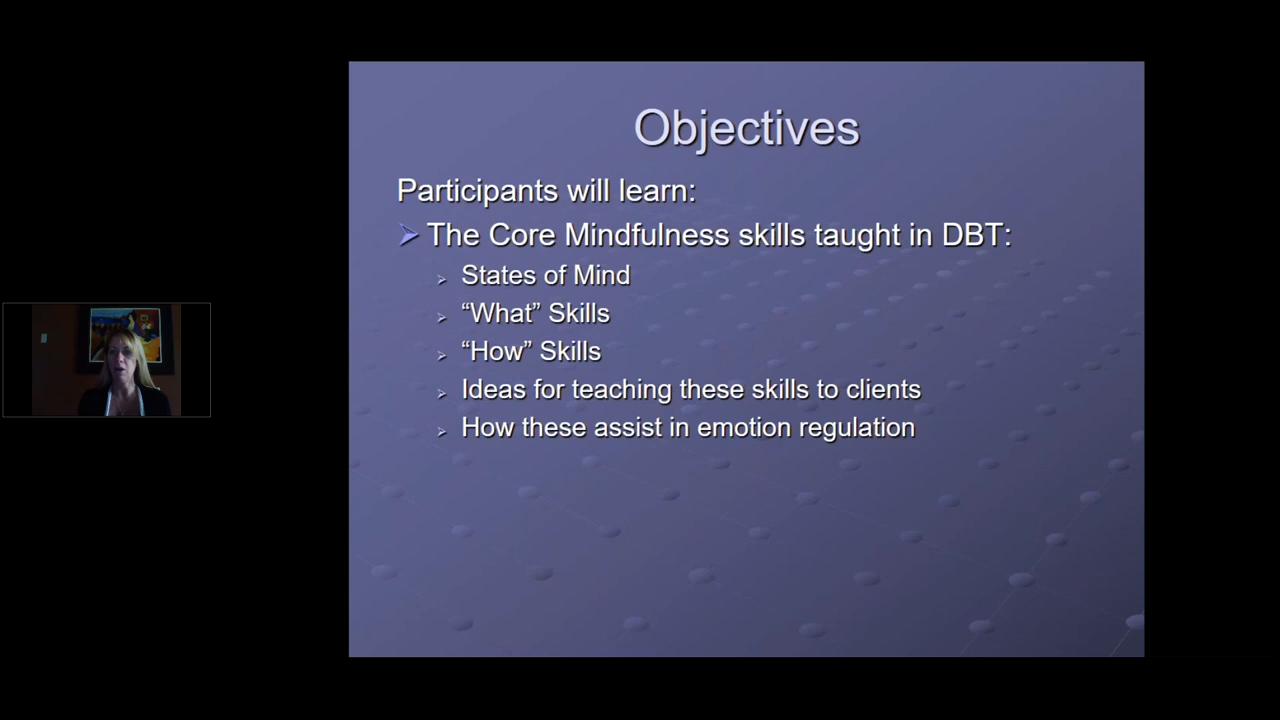 Objectives
Participants will learn:
The Core Mindfulness skills taught in DBT:
States of Mind
“What” Skills
“How” Skills
Ideas for teaching these skills to clients
How these assist in emotion regulation